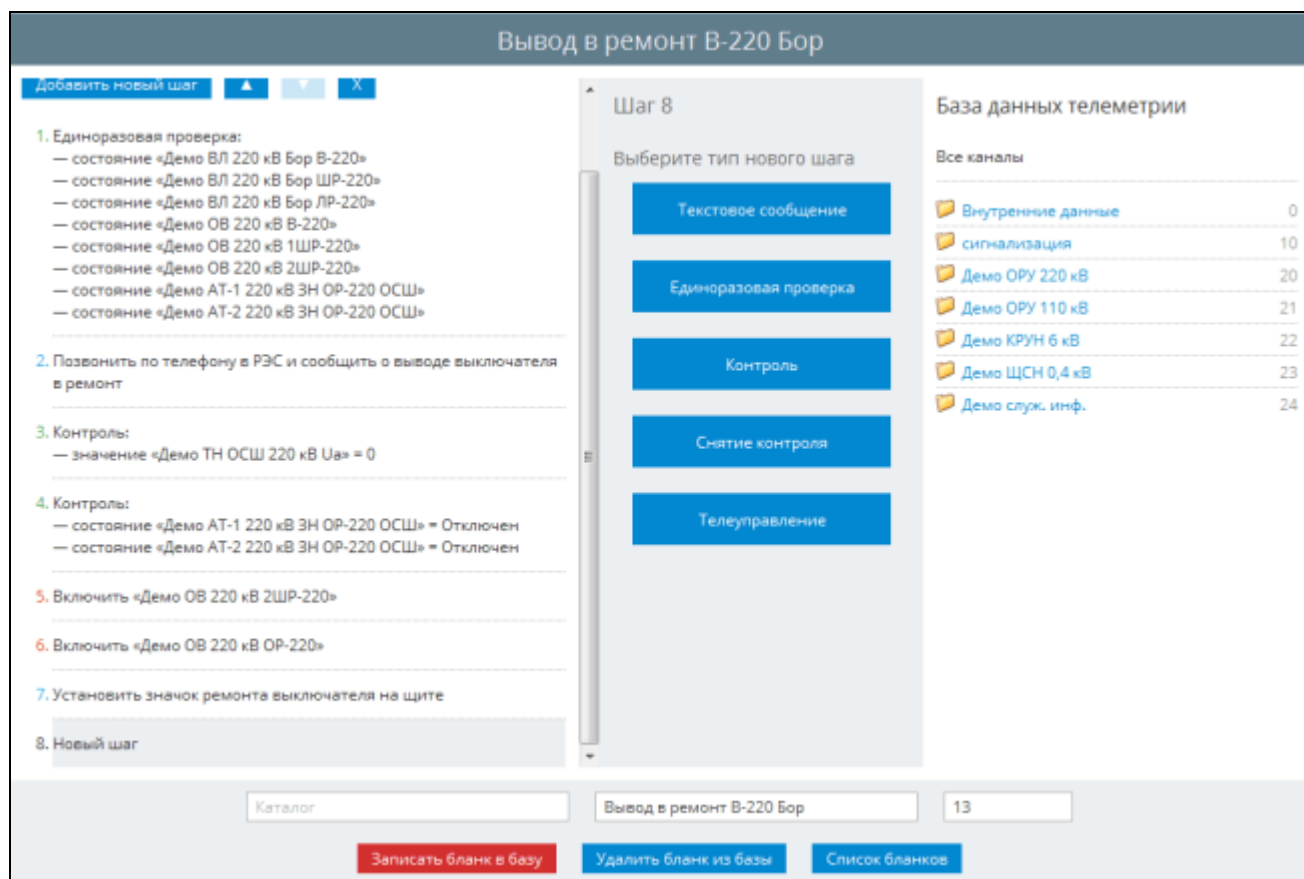 Вывод в ремонт В-220 Бор
Добавить новый шаг ▲ ▼ X
1. Единоразовая проверка:
— состояние «Демо ВЛ 220 кВ Бор В-220»
— состояние «Демо ВЛ 220 кВ Бор ШР-220»
— состояние «Демо ВЛ 220 кВ Бор ЛР-220»
— состояние «Демо ОВ 220 кВ В-220»
— состояние «Демо ОВ 220 кВ 1ШР-220»
— состояние «Демо ОВ 220 кВ 2ШР-220»
— состояние «Демо АТ-1 220 кВ ЗН ОР-220 ОСШ»
— состояние «Демо АТ-2 220 кВ ЗН ОР-220 ОСШ»
2. Позвонить по телефону в РЭС и сообщить о выводе выключателя
в ремонт
3. Контроль:
— значение «Демо ТН ОСШ 220 кВ Ua» = 0
4. Контроль:
— состояние «Демо АТ-1 220 кВ ЗН ОР-220 ОСШ» = Отключен
— состояние «Демо АТ-2 220 кВ ЗН ОР-220 ОСШ» = Отключен
5. Включить «Демо ОВ 220 кВ 2ШР-220»
6. Включить «Демо ОВ 220 кВ ОР-220»
7. Установить значок ремонта выключателя на щите
8. Новый шаг
Шаг 8
Выберите тип нового шага
Текстовое сообщение
Единоразовая проверка
Контроль
Снятие контроля
Телеуправление
База данных телеметрии
Все каналы
Внутренние данные 0
сигнализация 10
Демо ОРУ 220 кВ 20
Демо ОРУ 110 кВ 21
Демо КРУН 6 кВ 22
Демо ЩСН 0,4 кВ 23
Демо служ. инф. 24
Каталог
Вывод в ремонт В-220 Бор
13
Записать бланк в базу
Удалить бланк из базы
Список бланков